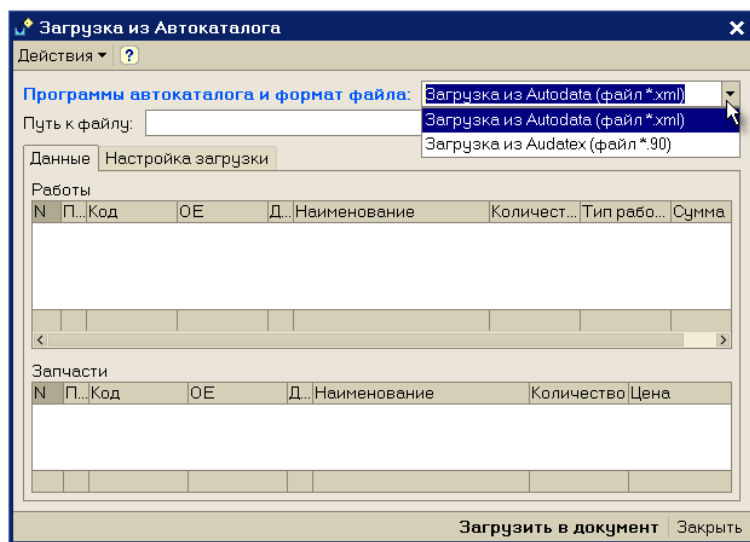 Загрузка из Автокаталога
Действия ?
Программы автокаталога и формат файла: Загрузка из Autodata (файл *.xml)
Путь к файлу: Загрузка из Autodata (файл *.xml)
Загрузка из Audatex (файл *.90)
Данные Настройка загрузки
Работы
N П... Код ОЕ Д... Наименование Количест... Тип рабо... Сумма
Запчасти
N П... Код ОЕ Д... Наименование Количество Цена
Загрузить в документ Закрыть